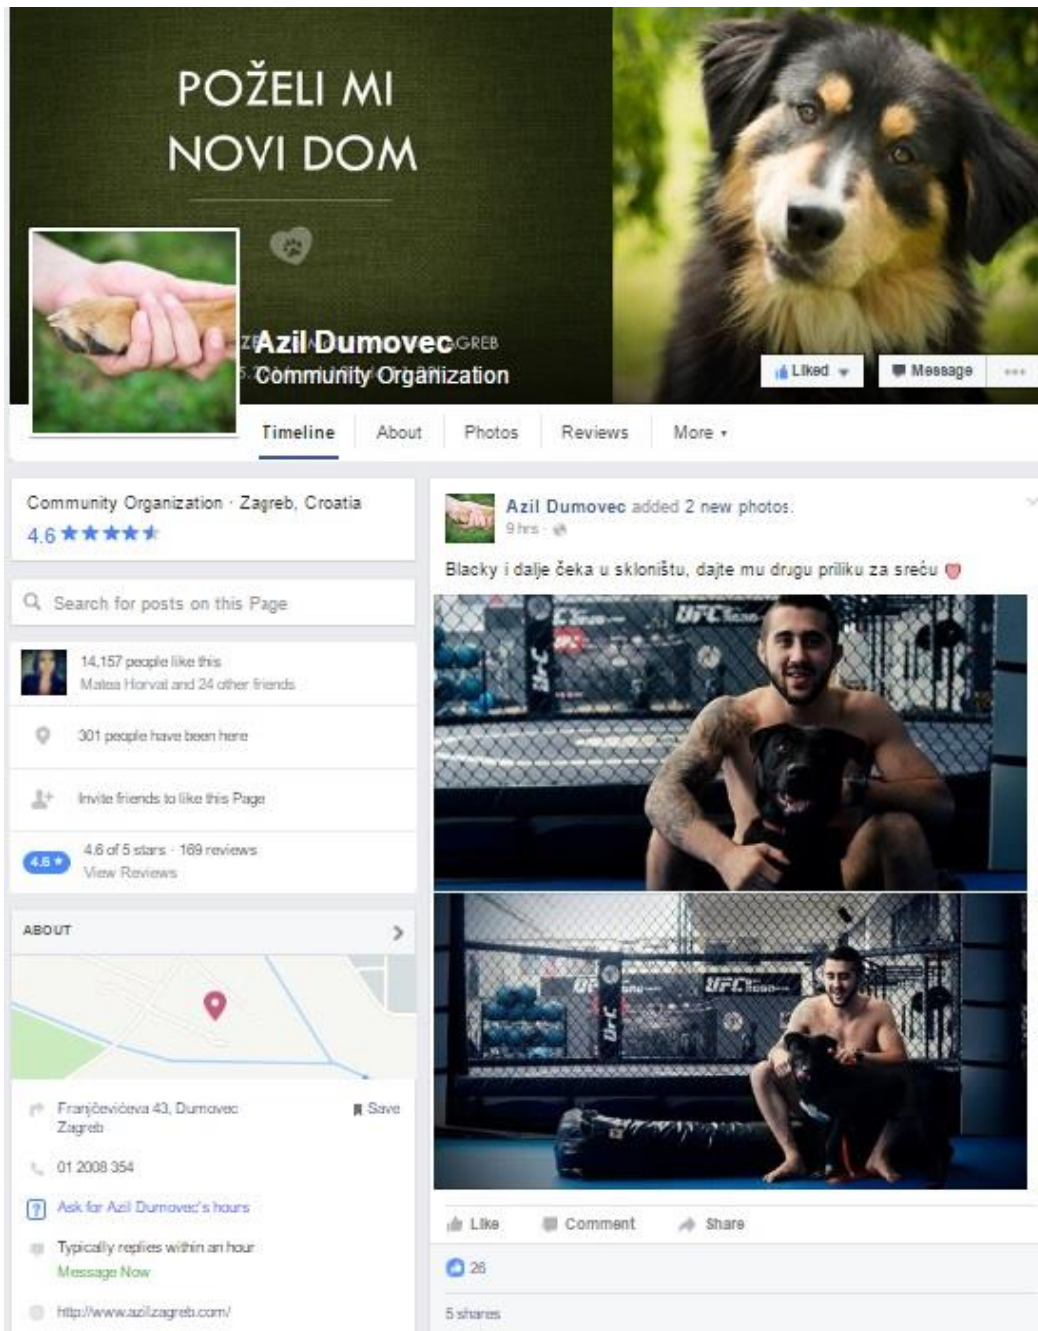 POŽELI MI
NOVI DOM
AGREB
Azil Dumovec
Community Organization
Liked
Message
Timeline
About
Photos
Reviews
More
Community Organization · Zagreb, Croatia
4.6
Search for posts on this Page
14,157 people like this
Matea Horvat and 24 other friends
301 people have been here
Invite friends to like this Page
4.6
4.6 of 5 stars · 169 reviews
View Reviews
ABOUT
Franjčevićeva 43, Dumovec
Zagreb
Save
01 2008 354
Ask for Azil Dumovec's hours
Typically replies within an hour
Message Now
http://www.azilzagreb.com/
Azil Dumovec added 2 new photos.
9 hrs ·
Blacky i dalje čeka u skloništu, dajte mu drugu priliku za sreću
UFC
UFC
UFC
UFC
Like
Comment
Share
26
5 shares